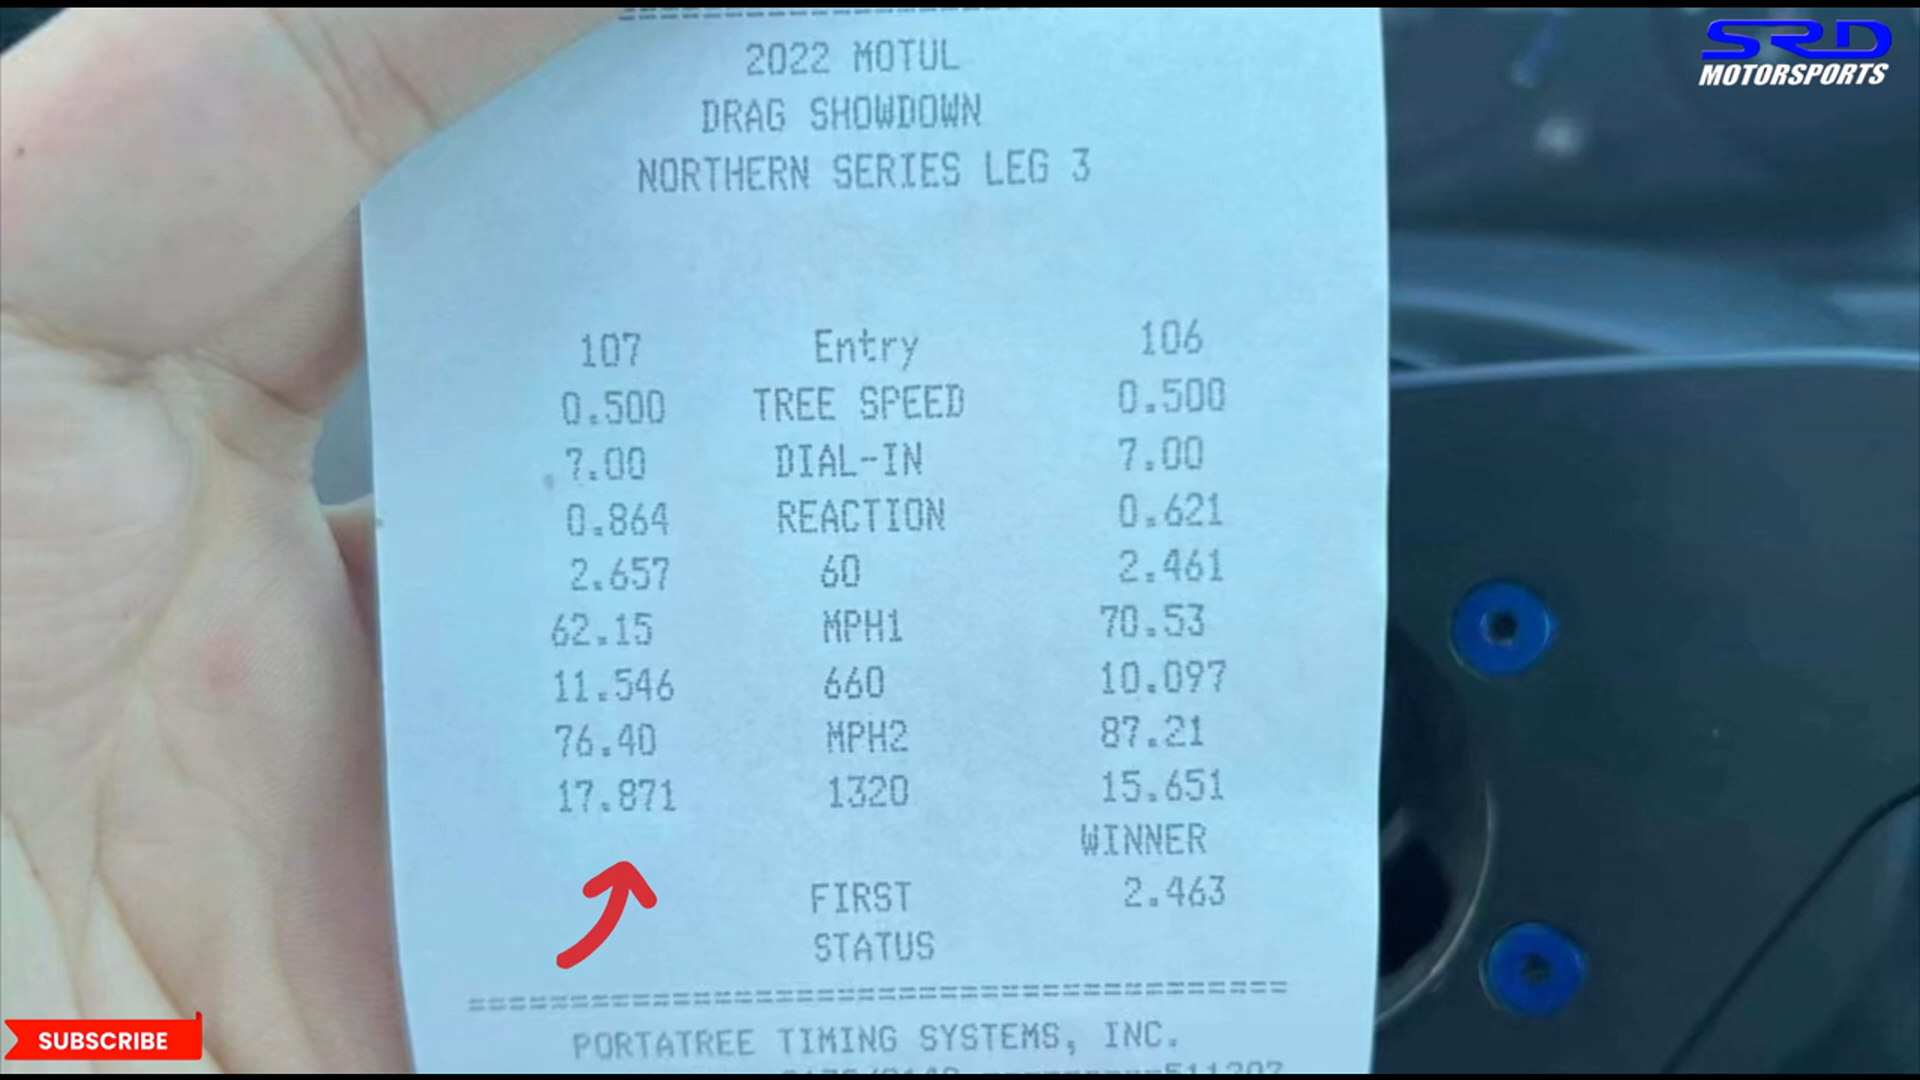 SRD
MOTORSPORTS
2022 MOTUL
DRAG SHOWDOWN
NORTHERN SERIES LEG 3
107 Entry 106
0.500 TREE SPEED 0.500
7.00 DIAL-IN 7.00
0.864 REACTION 0.621
2.657 60 2.461
62.15 MPH1 70.53
11.546 660 10.097
76.40 MPH2 87.21
17.871 1320 15.651
WINNER
FIRST 2.463
STATUS
PORTATREE TIMING SYSTEMS, INC.
SUBSCRIBE